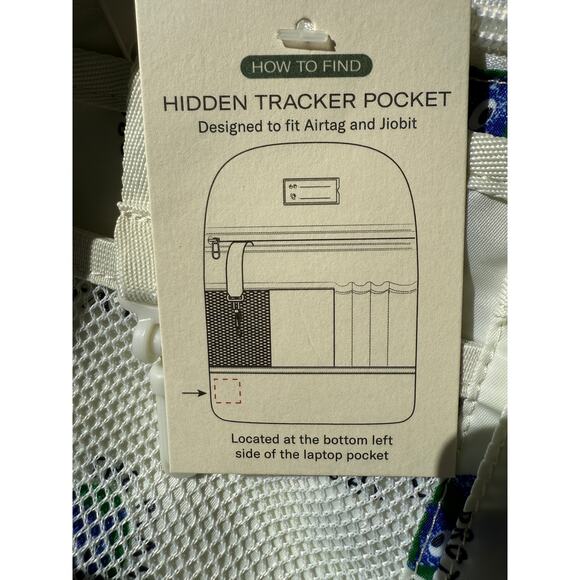 HOW TO FIND
HIDDEN TRACKER POCKET
Designed to fit Airtag and Jiobit
Located at the bottom left
side of the laptop pocket